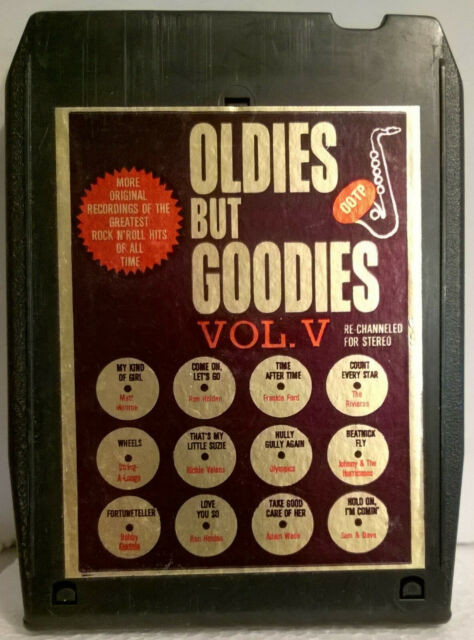 OLDIES
BUT
GOODIES
VOL. V
RE-CHANNELED
FOR STEREO
OOTP
MORE
ORIGINAL
RECORDINGS OF THE
GREATEST
ROCK N'ROLL HITS
OF ALL
TIME
MY KIND
OF GIRL
Matt
Monroe
COME ON,
LET'S GO
Ron Holden
TIME
AFTER TIME
Frankie Ford
COUNT
EVERY STAR
The
Rivieras
WHEELS
String-
A-Longs
THAT'S MY
LITTLE SUZIE
Richie Valens
HULLY
GULLY AGAIN
Olympics
BEATNICK
FLY
Johnny & The
Hurricanes
FORTUNETELLER
Bobby
LOVE
YOU SO
Ron Holden
TAKE GOOD
CARE OF HER
Adam Wade
HOLD ON,
I'M COMIN'
Sam & Dave